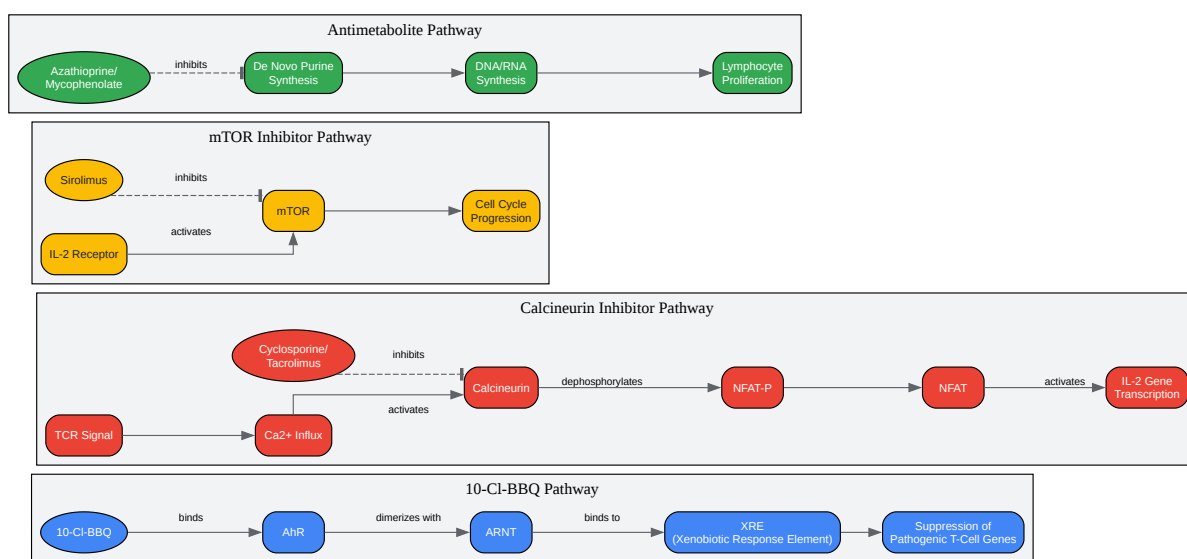 Antimetabolite Pathway
Azathioprine/
Mycophenolate
inhibits
De Novo Purine
Synthesis
DNA/RNA
Synthesis
Lymphocyte
Proliferation
mTOR Inhibitor Pathway
Sirolimus
inhibits
mTOR
Cell Cycle
Progression
IL-2 Receptor
activates
Calcineurin Inhibitor Pathway
Cyclosporine/
Tacrolimus
inhibits
Calcineurin
dephosphorylates
NFAT-P
NFAT
activates
IL-2 Gene
Transcription
TCR Signal
Ca2+ Influx
activates
10-Cl-BBQ Pathway
10-Cl-BBQ
binds
AhR
dimerizes with
ARNT
binds to
XRE
(Xenobiotic Response Element)
Suppression of
Pathogenic T-Cell Genes